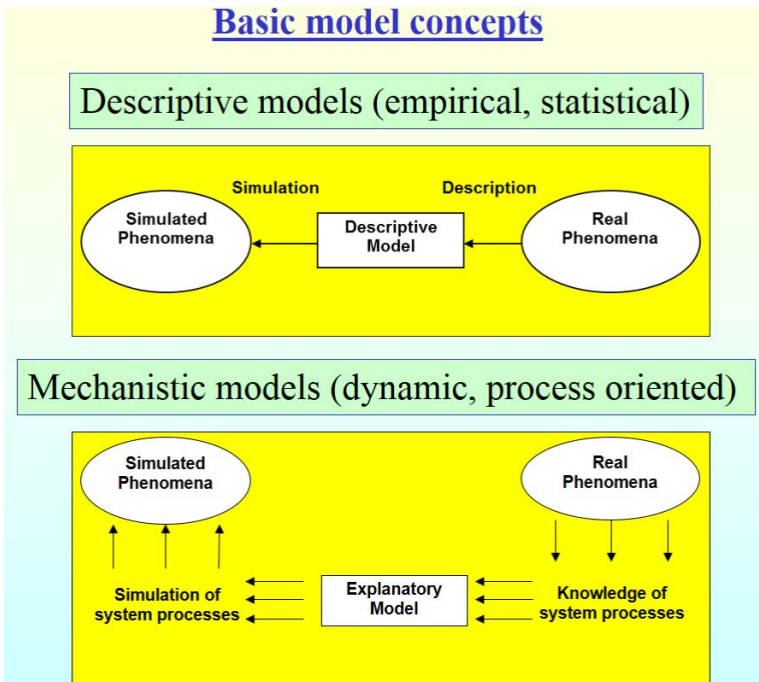 Basic model concepts
Descriptive models (empirical, statistical)
Simulation
Description
Simulated
Phenomena
Descriptive
Model
Real
Phenomena
Mechanistic models (dynamic, process oriented)
Simulated
Phenomena
Real
Phenomena
Simulation of
system processes
Explanatory
Model
Knowledge of
system processes